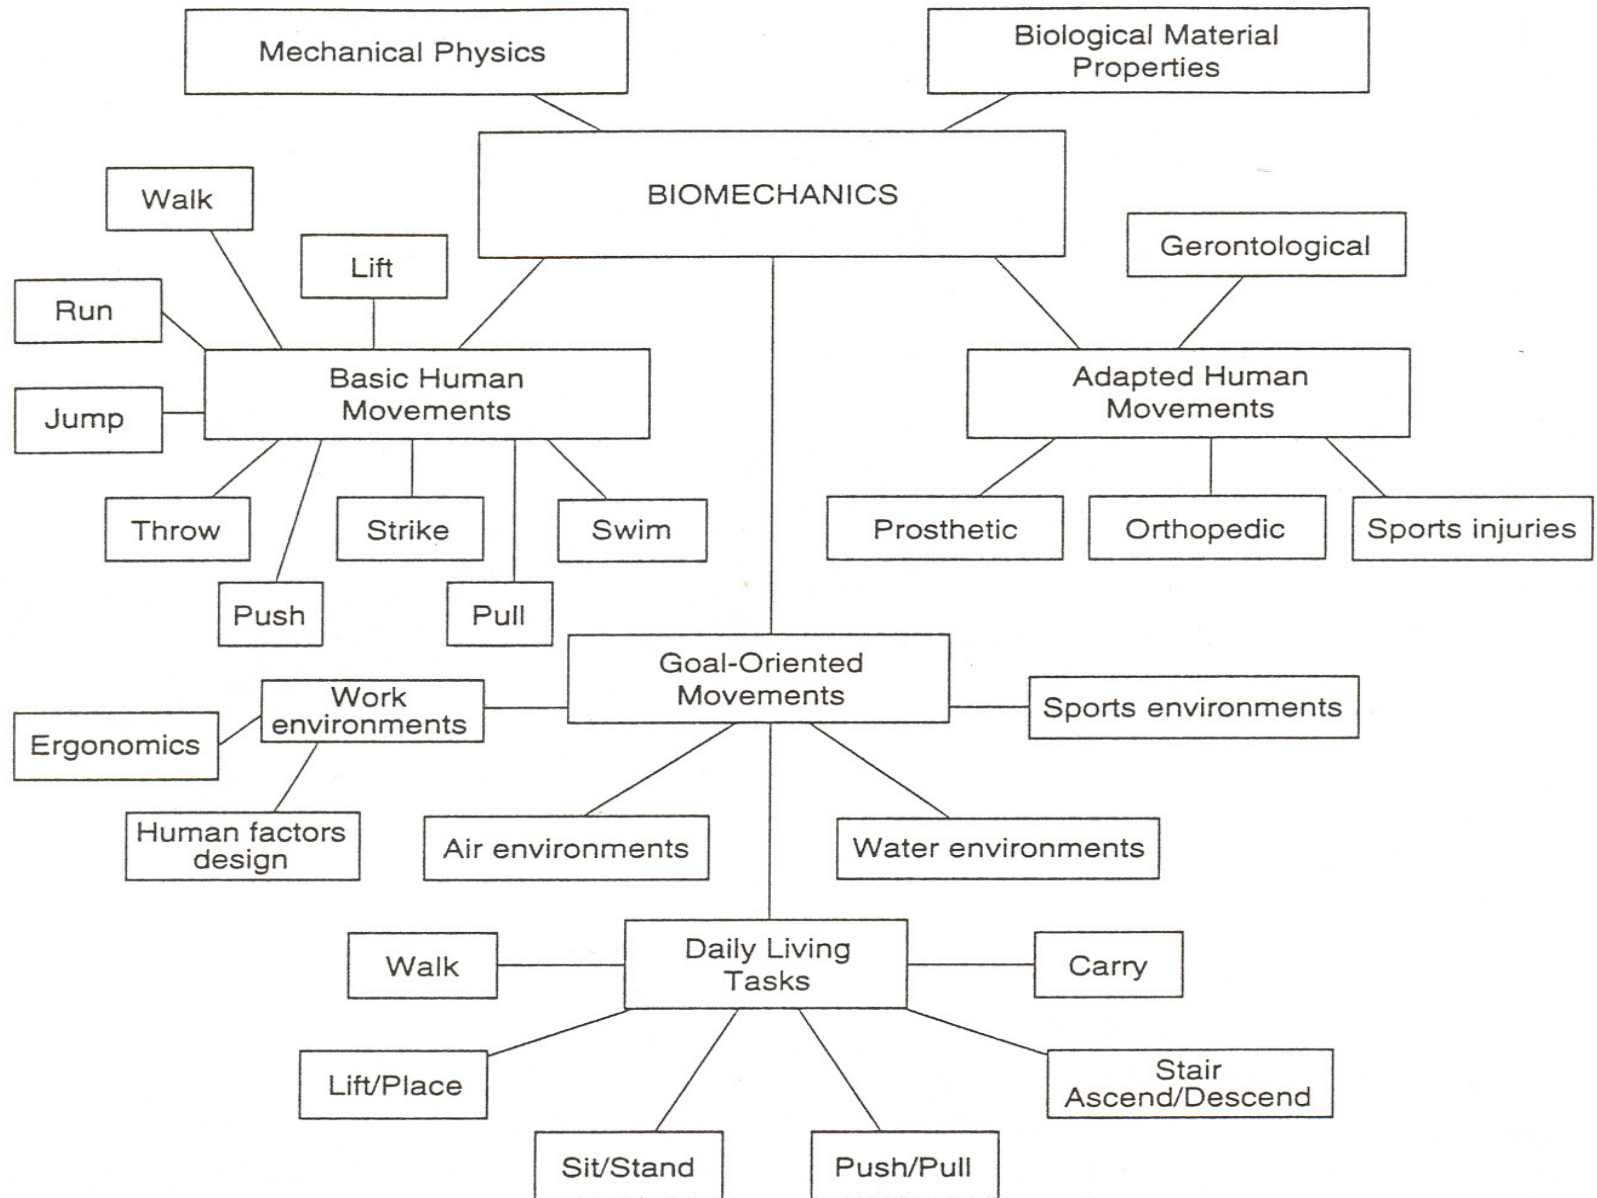 Mechanical Physics
Biological Material
Properties
BIOMECHANICS
Walk
Lift
Gerontological
Run
Basic Human
Movements
Adapted Human
Movements
Jump
Throw
Strike
Swim
Prosthetic
Orthopedic
Sports injuries
Push
Pull
Goal-Oriented
Movements
Work
environments
Sports environments
Ergonomics
Human factors
design
Air environments
Water environments
Walk
Daily Living
Tasks
Carry
Lift/Place
Stair
Ascend/Descend
Sit/Stand
Push/Pull